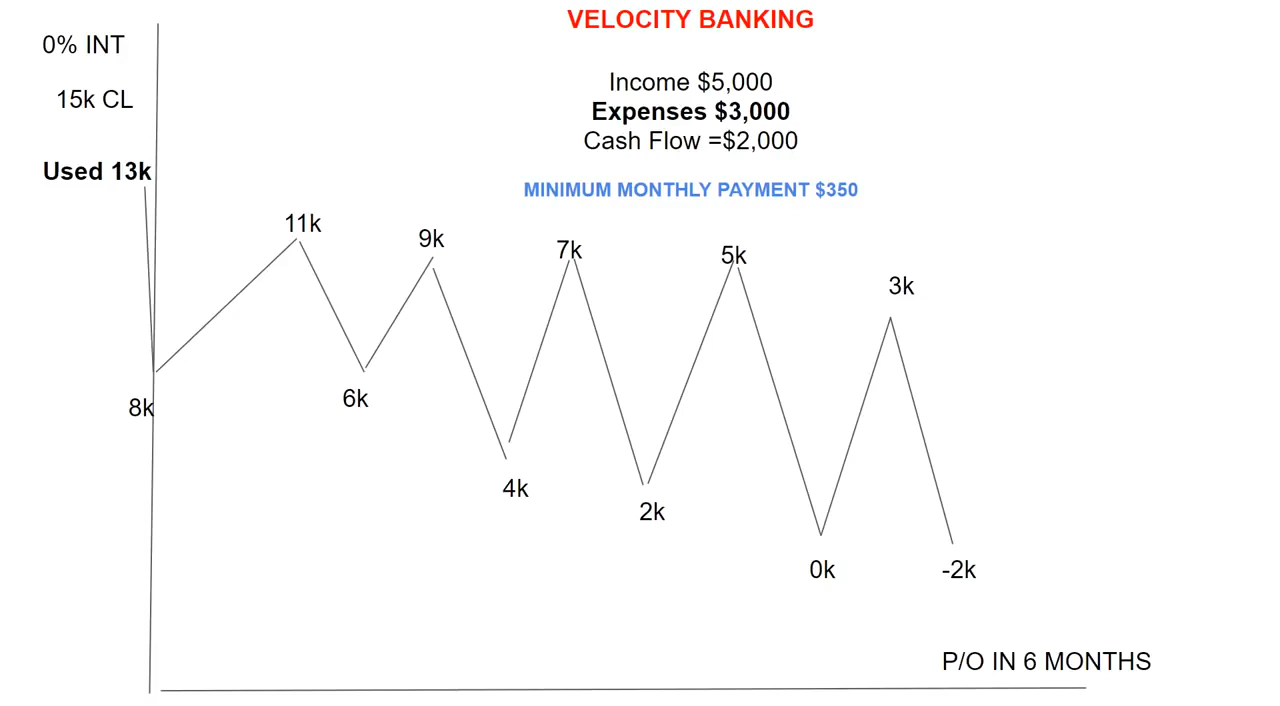 VELOCITY BANKING
0% INT
15k CL
Used 13k
Income $5,000
Expenses $3,000
Cash Flow =$2,000
MINIMUM MONTHLY PAYMENT $350
11k
9k
7k
5k
3k
8k
6k
4k
2k
0k
-2k
P/O IN 6 MONTHS